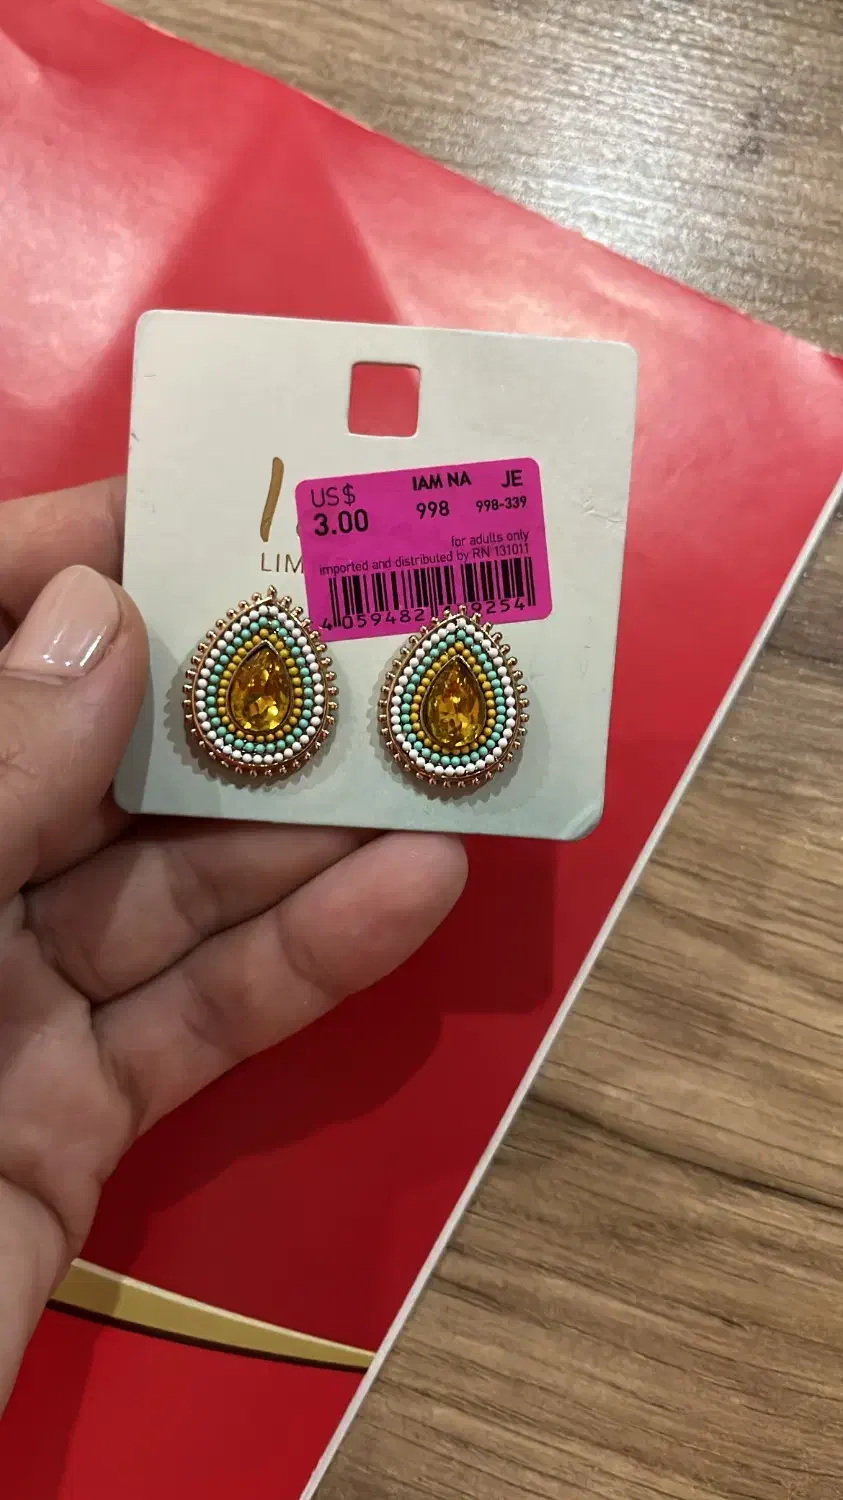 US$ IAM NA JE
3.00 998 998-339
for adults only
imported and distributed by RN 131011
LIM